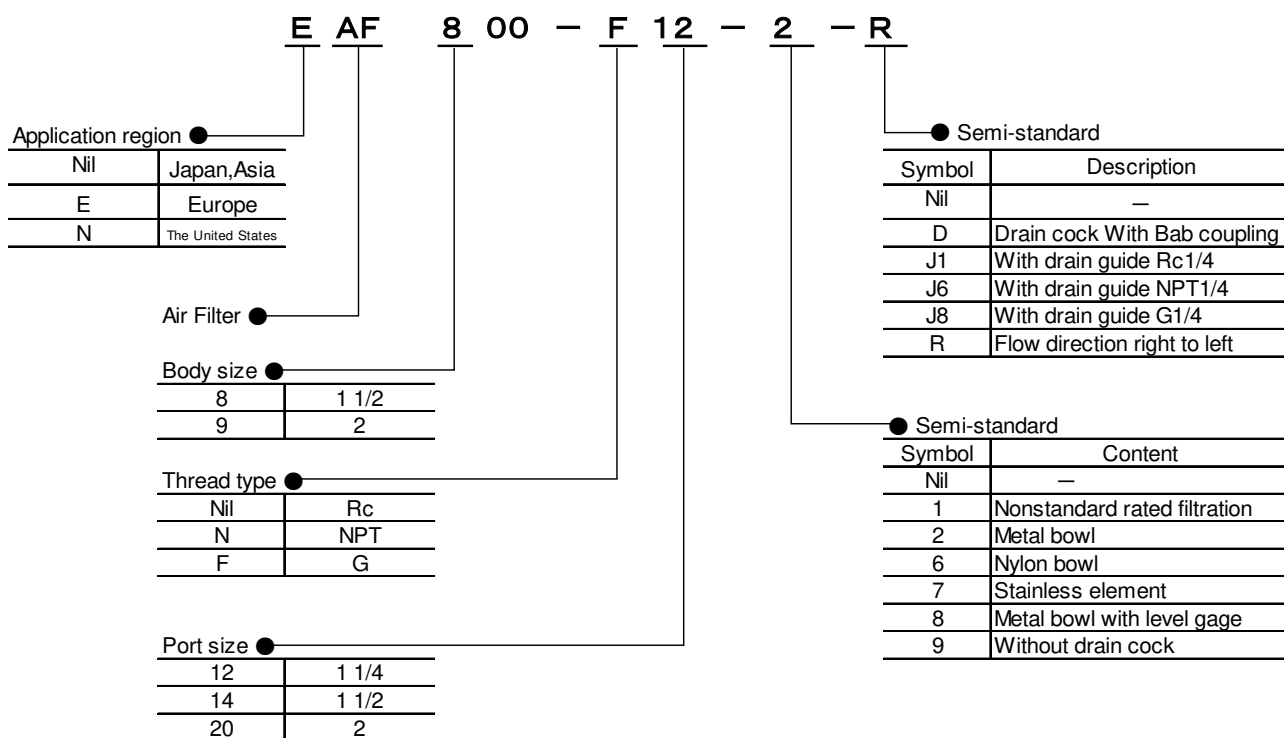 E AF 8 00 - F 12 - 2 - R
Application region
Nil Japan,Asia
E Europe
N The United States
Air Filter
Body size
8 1 1/2
9 2
Thread type
Nil Rc
N NPT
F G
Port size
12 1 1/4
14 1 1/2
20 2
Semi-standard
Symbol Description
Nil —
D Drain cock With Bab coupling
J1 With drain guide Rc1/4
J6 With drain guide NPT1/4
J8 With drain guide G1/4
R Flow direction right to left
Semi-standard
Symbol Content
Nil —
1 Nonstandard rated filtration
2 Metal bowl
6 Nylon bowl
7 Stainless element
8 Metal bowl with level gage
9 Without drain cock